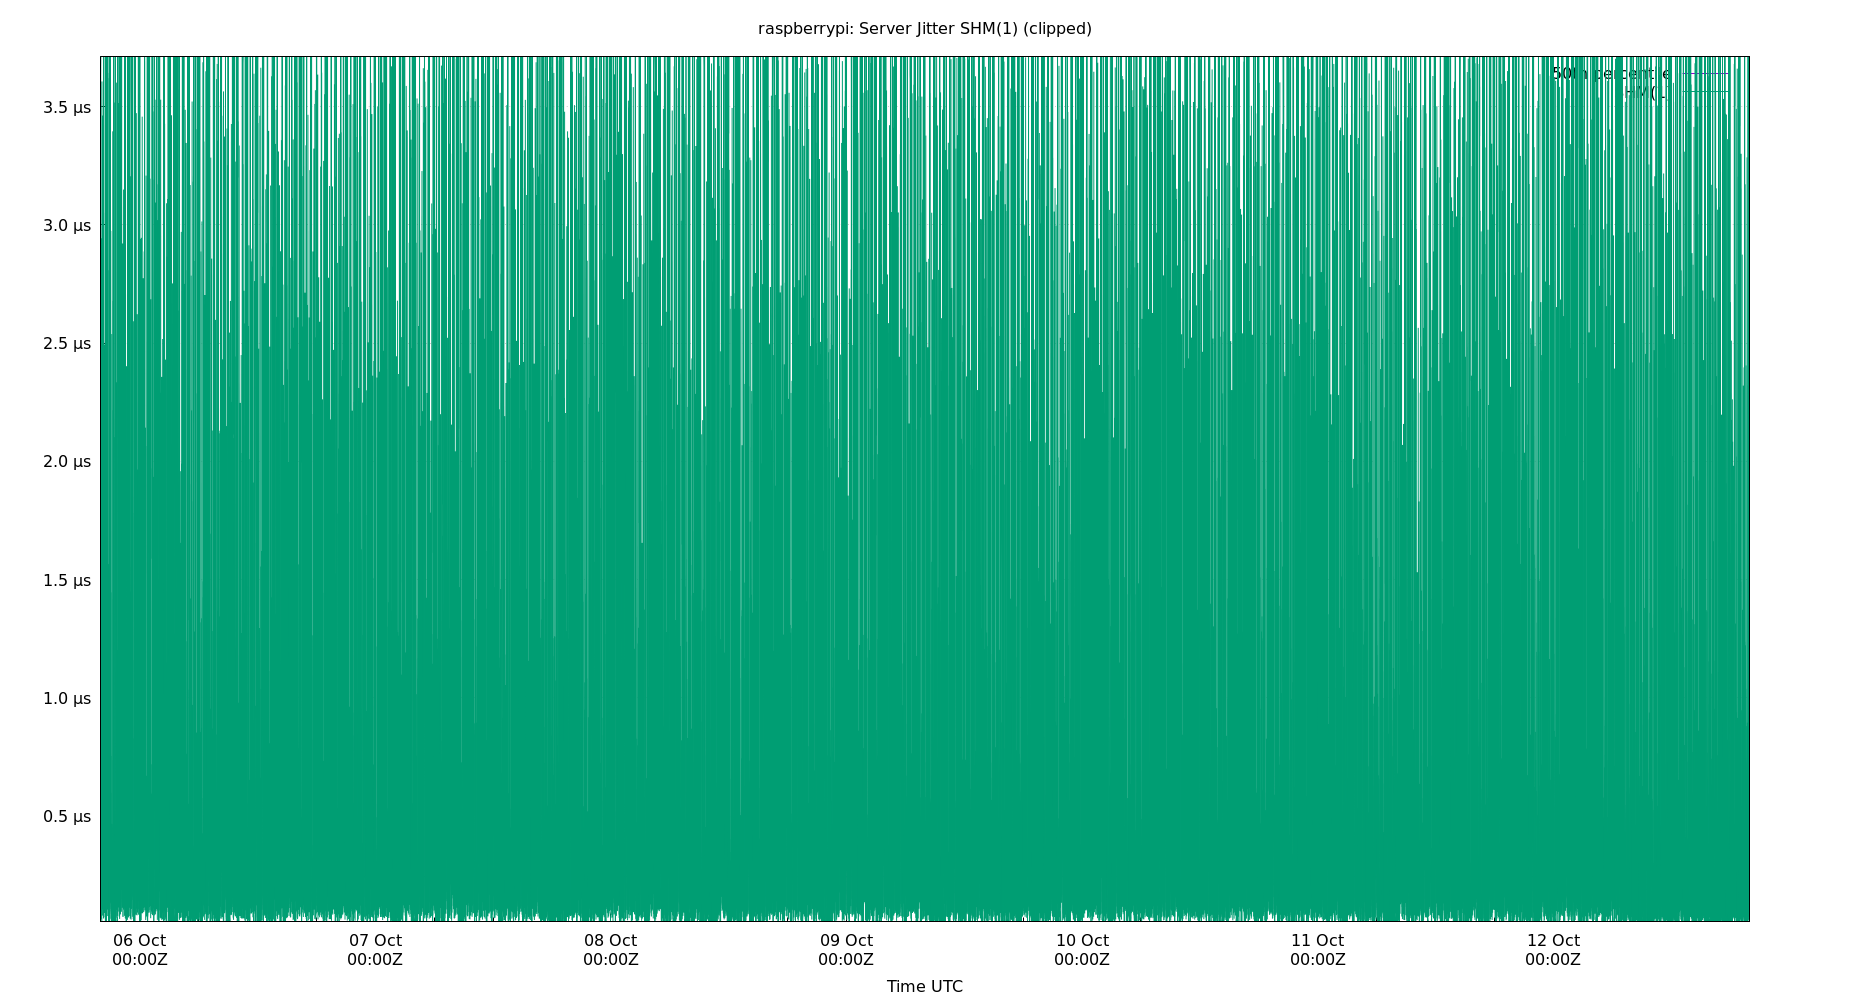 raspberrypi: Server Jitter SHM(1) (clipped)
50th percentile
3.5 µs
3.0 µs
2.5 µs
2.0 µs
1.5 µs
1.0 µs
0.5 µs
06 Oct 07 Oct 08 Oct 09 Oct 10 Oct 11 Oct 12 Oct
00:00Z 00:00Z 00:00Z 00:00Z 00:00Z 00:00Z 00:00Z
Time UTC